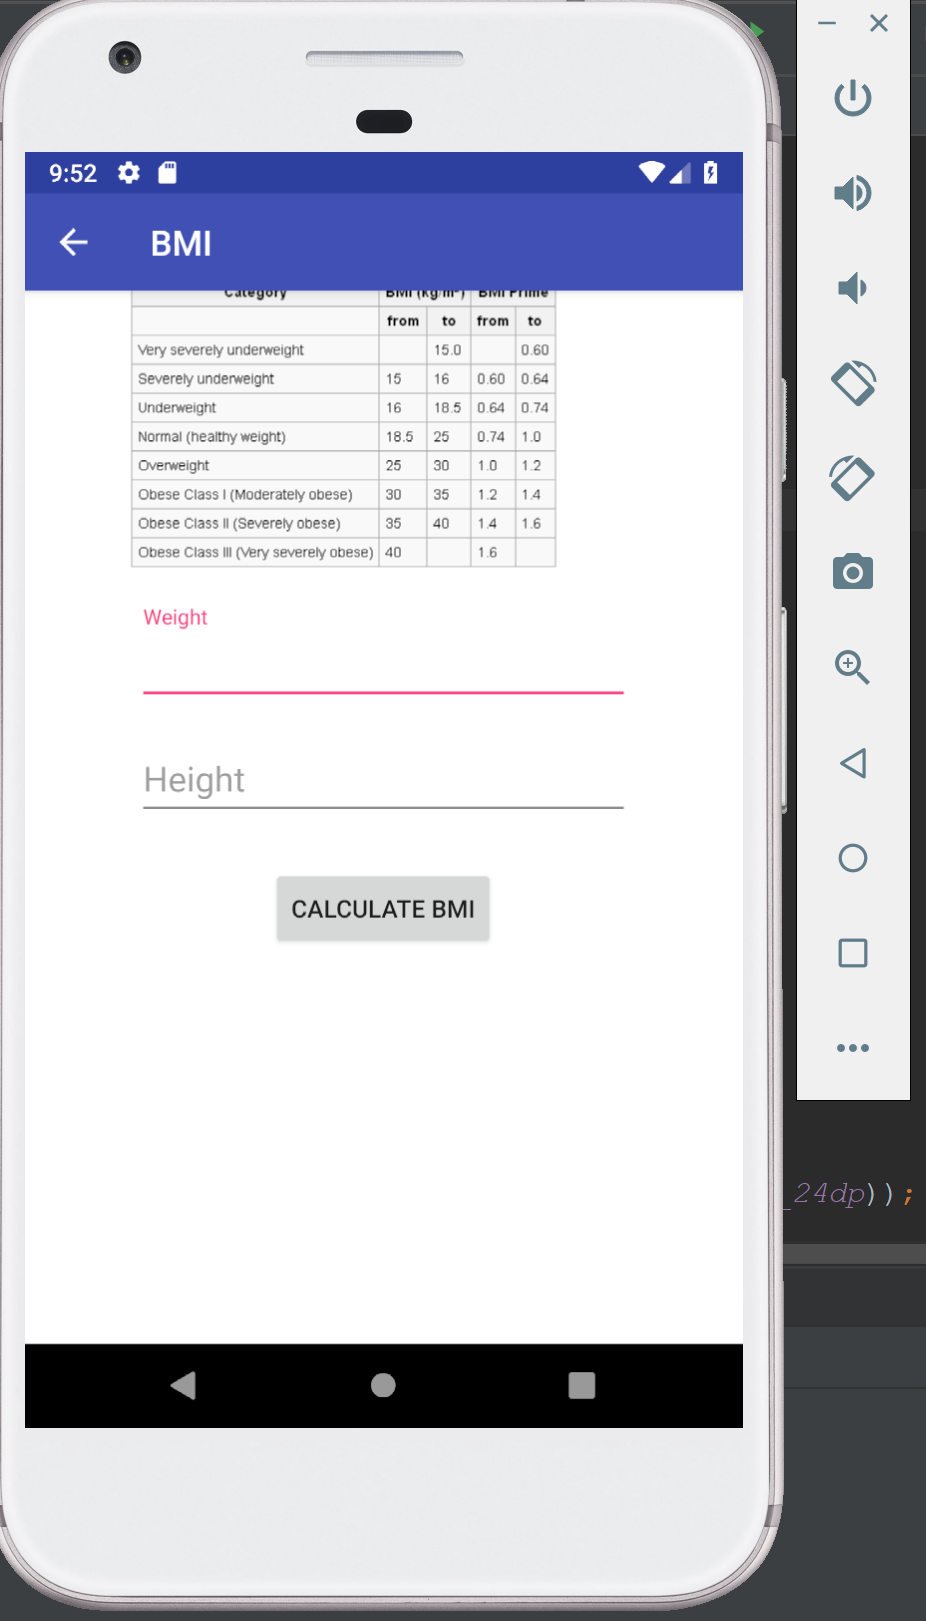 9:52
BMI
Category BMI (kg/m²) BMI Prime
from to from to
Very severely underweight 15.0 0.60
Severely underweight 15 16 0.60 0.64
Underweight 16 18.5 0.64 0.74
Normal (healthy weight) 18.5 25 0.74 1.0
Overweight 25 30 1.0 1.2
Obese Class I (Moderately obese) 30 35 1.2 1.4
Obese Class II (Severely obese) 35 40 1.4 1.6
Obese Class III (Very severely obese) 40 1.6
Weight
Height
CALCULATE BMI
_24dp));